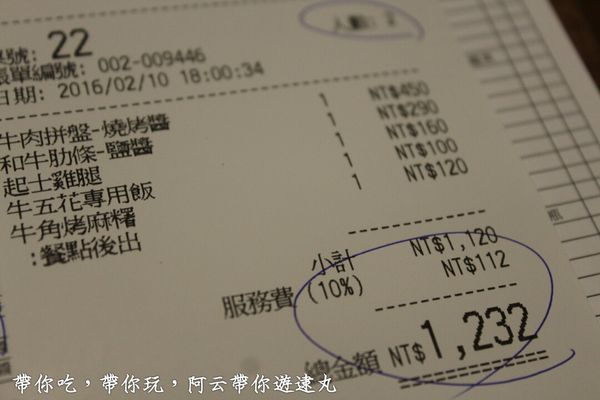 桌號: 22
帳單編號: 002-009446
日期: 2016/02/10 18:00:34
人數: 2
牛肉拼盤-燒烤醬 1 NT$450
和牛肋條-鹽醬 1 NT$290
起士雞腿 1 NT$160
牛五花專用飯 1 NT$100
牛角烤麻糬 1 NT$120
:餐點後出
小計 NT$1,120
服務費(10%) NT$112
總金額 NT$1,232
瓶
帶你吃,帶你玩,阿云帶你遊達丸